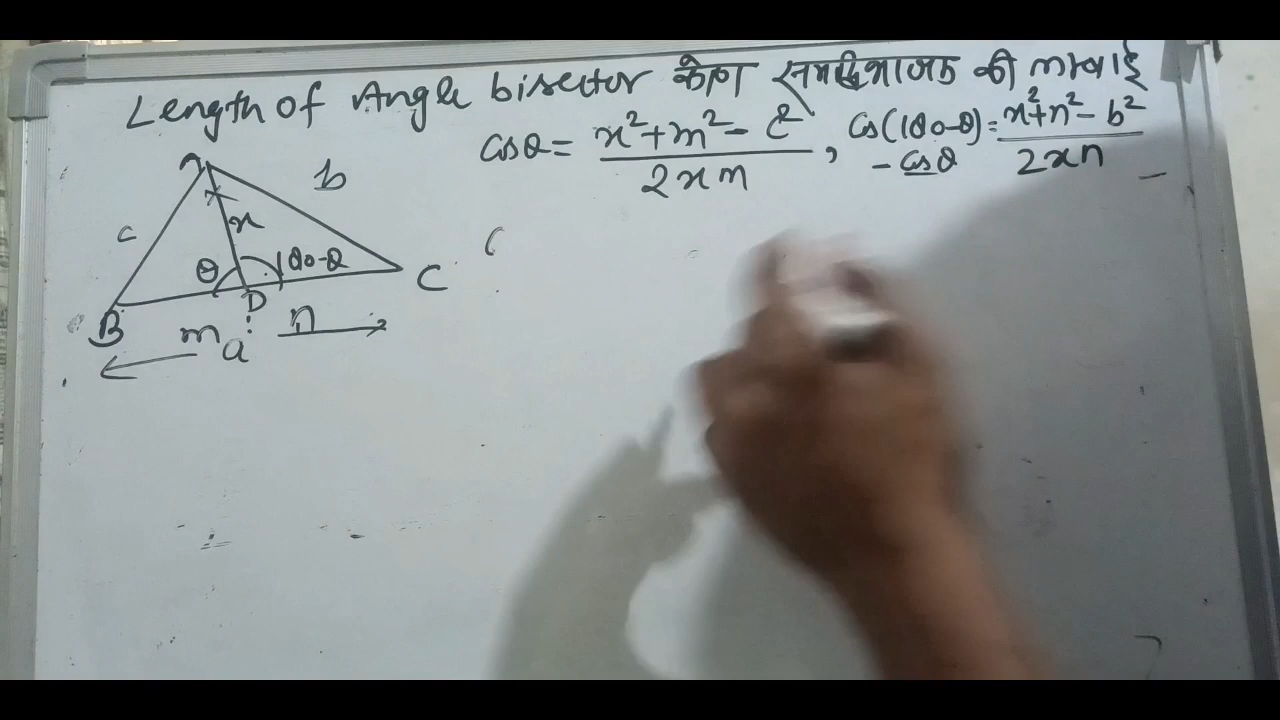 Length of Angle bisector कोण समद्विभाजक की लम्बाई
cosθ = x²+m²-c² / 2xm , cos(180-θ) = x²+n²-b² / 2xn
-cosθ
A
b
c
x
θ
180-θ
C
D
B
m
n
a
(